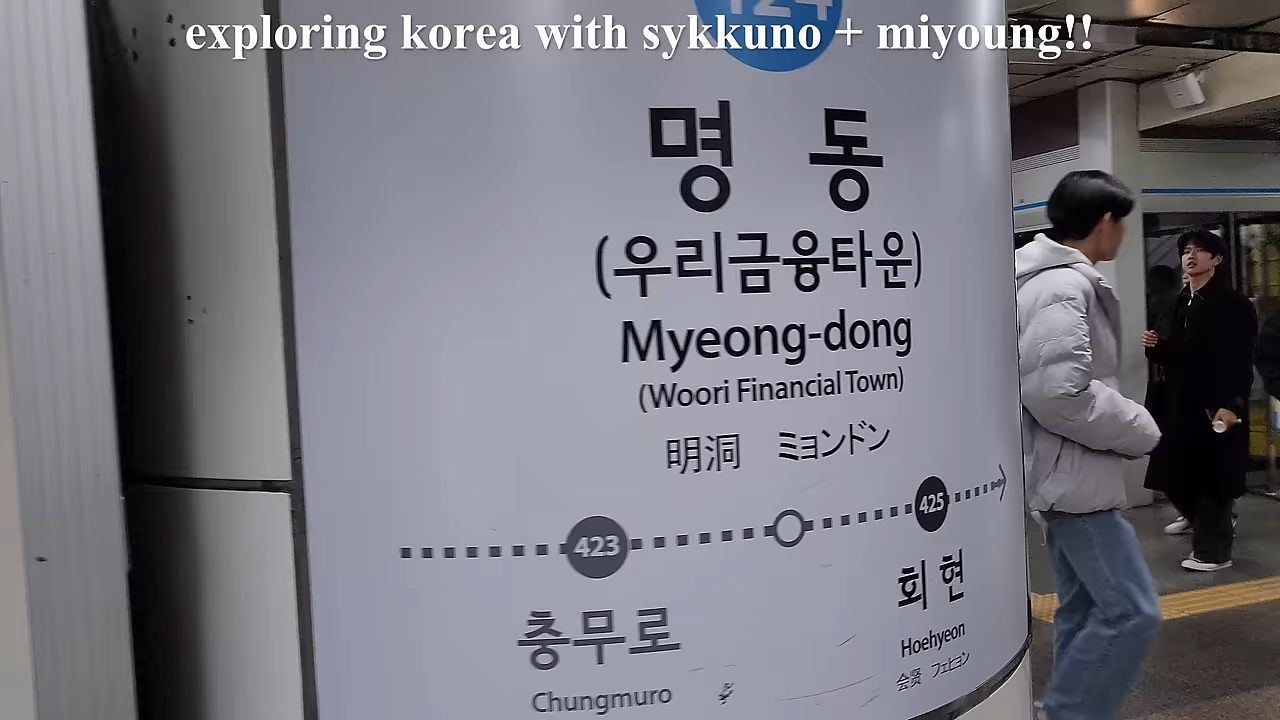 exploring korea with sykkuno + miyoung!!
424
명 동
(우리금융타운)
Myeong-dong
(Woori Financial Town)
明洞 ミョンドン
423
425
충무로
회 현
Chungmuro
Hoehyeon
会贤 フェヒョン